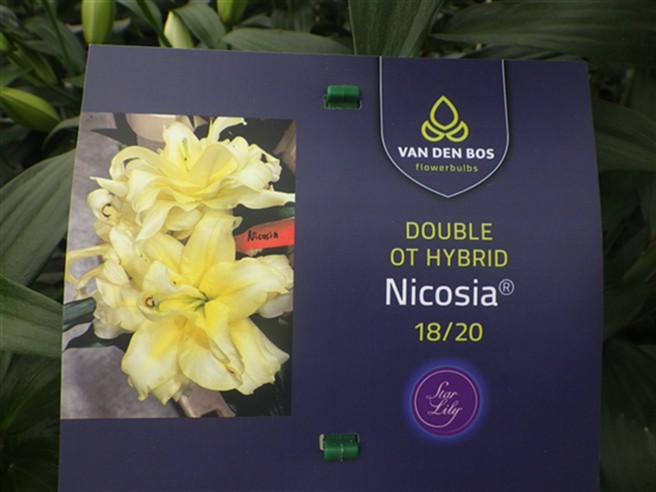 Nicosia
VAN DEN BOS
flowerbulbs
DOUBLE
OT HYBRID
Nicosia®
18/20
Star
Lily